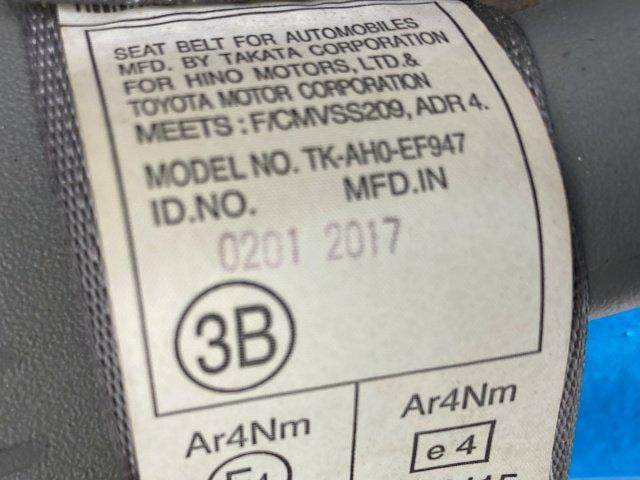 SEAT BELT FOR AUTOMOBILES
MFD. BY TAKATA CORPORATION
FOR HINO MOTORS, LTD.&
TOYOTA MOTOR CORPORATION
MEETS : F/CMVSS209, ADR 4.
MODEL NO. TK-AH0-EF947
ID.NO. MFD.IN
0201 2017
3B
Ar4Nm Ar4Nm
e 4